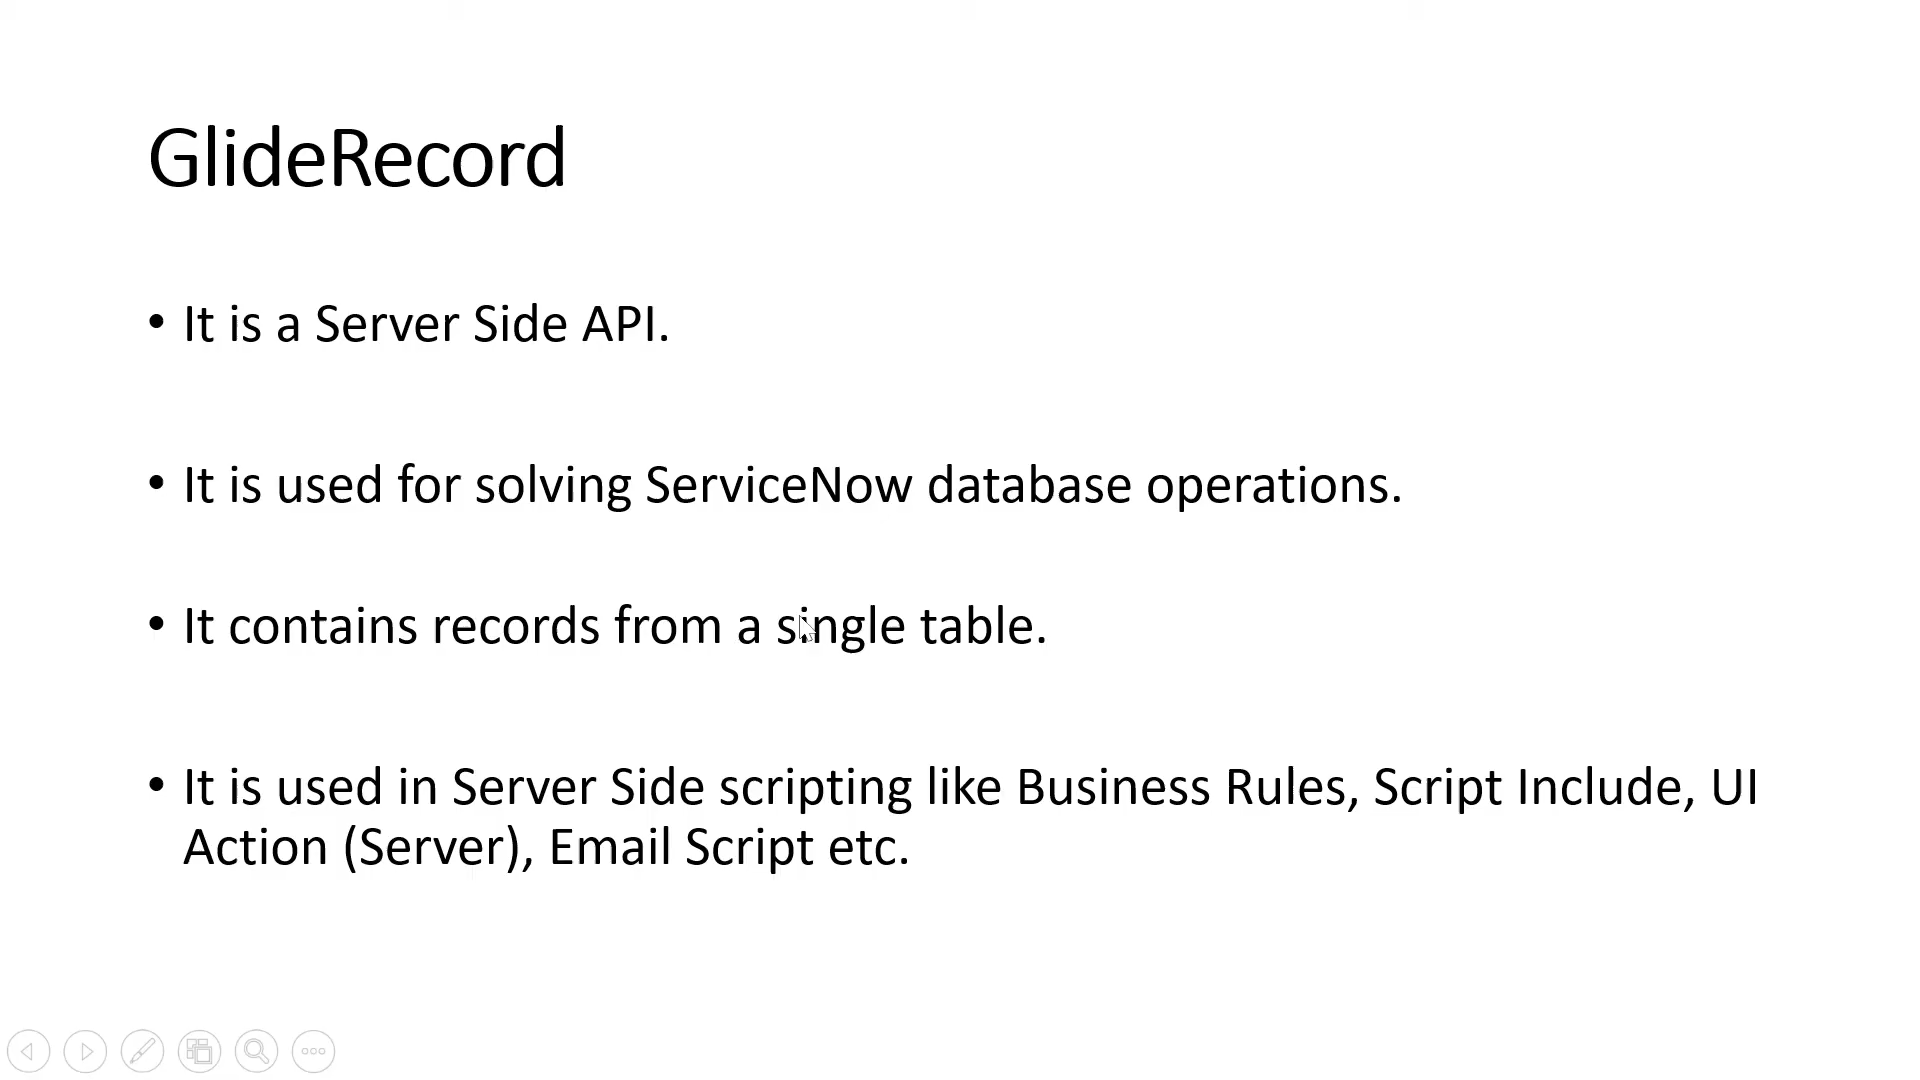 GlideRecord
• It is a Server Side API.
• It is used for solving ServiceNow database operations.
• It contains records from a single table.
• It is used in Server Side scripting like Business Rules, Script Include, UI
Action (Server), Email Script etc.